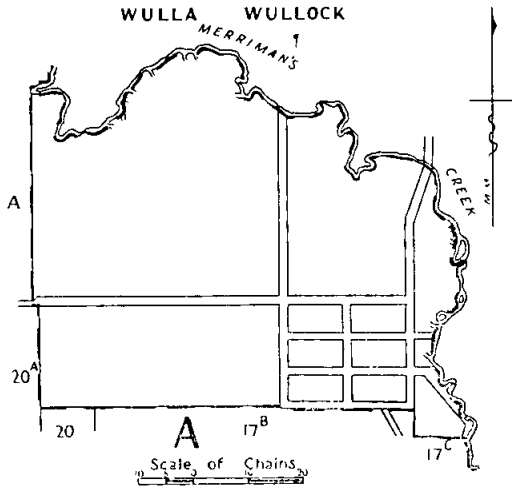 WULLA WULLOCK
MERRIMAN'S
CREEK
A
20A
20
A
17B
17C
Scale of Chains